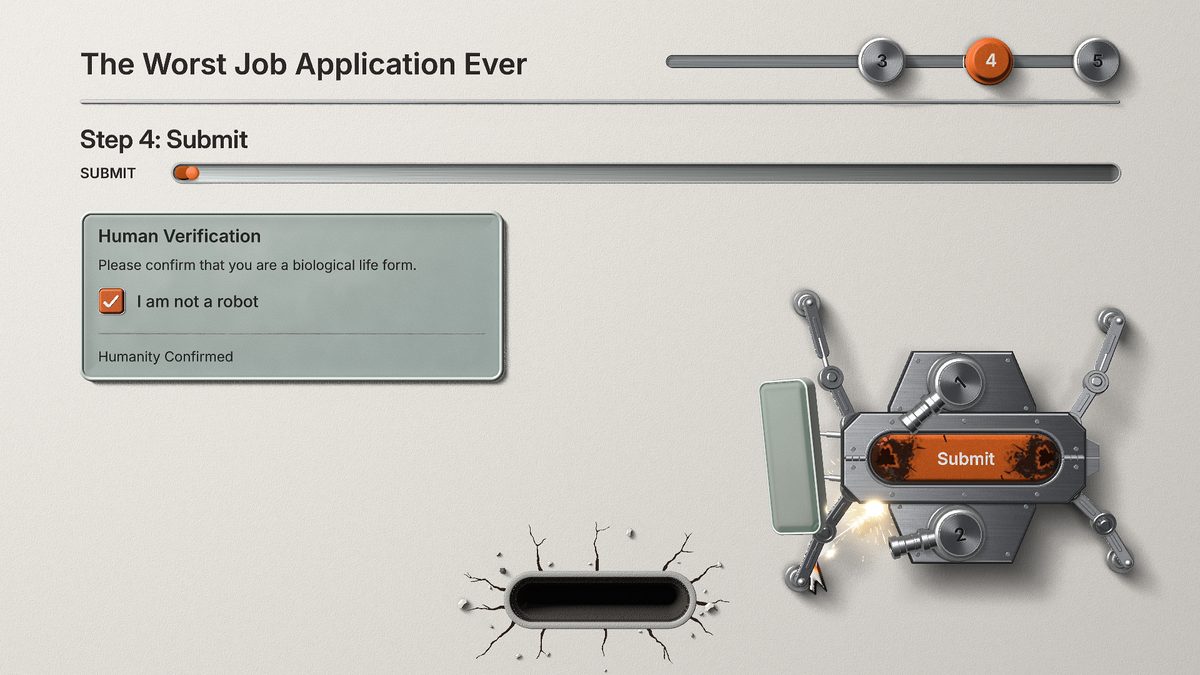 The Worst Job Application Ever
3
4
5
Step 4: Submit
SUBMIT
Human Verification
Please confirm that you are a biological life form.
I am not a robot
Humanity Confirmed
1
Submit
2